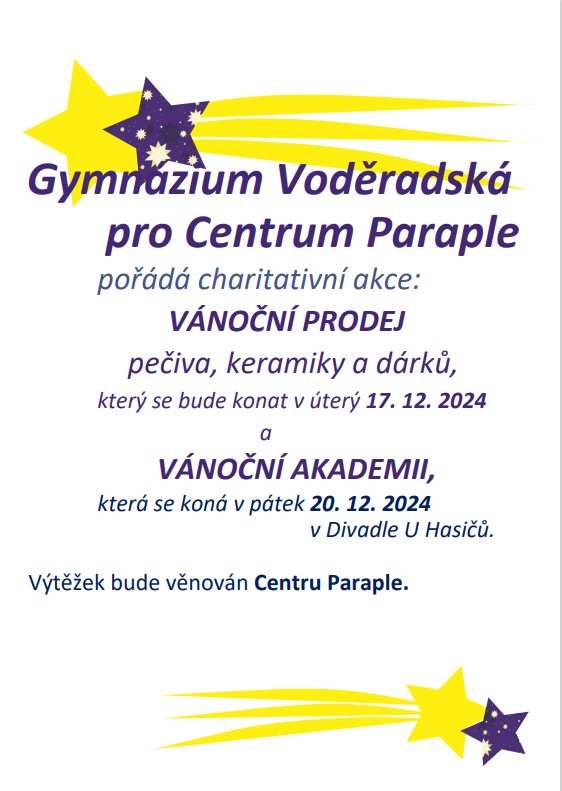 Gymnázium Voděradská
pro Centrum Paraple
pořádá charitativní akce:
VÁNOČNÍ PRODEJ
pečiva, keramiky a dárků,
který se bude konat v úterý 17. 12. 2024
a
VÁNOČNÍ AKADEMII,
která se koná v pátek 20. 12. 2024
v Divadle U Hasičů.
Výtěžek bude věnován Centru Paraple.